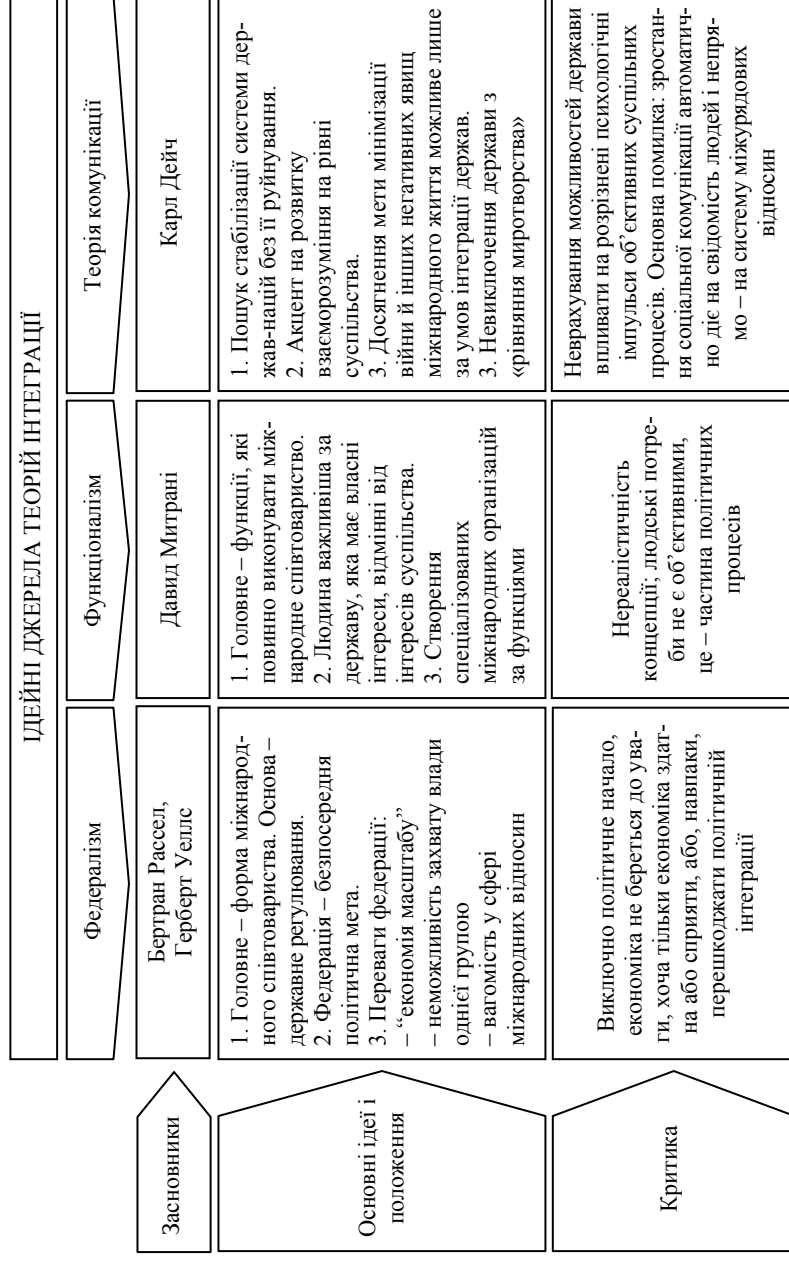 ІДЕЙНІ ДЖЕРЕЛА ТЕОРІЙ ІНТЕГРАЦІЇ
Федералізм
Функціоналізм
Теорія комунікації
Засновники
Бертран Рассел,
Герберт Уеллс
Давид Митрані
Карл Дейч
Основні ідеї і
положення
1. Головне – форма міжнарод-
ного співтовариства. Основа –
державне регулювання.
2. Федерація – безпосередня
політична мета.
3. Переваги федерації:
– “економія масштабу”
– неможливість захвату влади
однієї групою
– вагомість у сфері
міжнародних відносин
1. Головне – функції, які
повинно виконувати між-
народне співтовариство.
2. Людина важливіша за
державу, яка має власні
інтереси, відмінні від
інтересів суспільства.
3. Створення
спеціалізованих
міжнародних організацій
за функціями
1. Пошук стабілізації системи дер-
жав-націй без її руйнування.
2. Акцент на розвитку
взаєморозуміння на рівні
суспільства.
3. Досягнення мети мінімізації
війни й інших негативних явищ
міжнародного життя можливе лише
за умов інтеграції держав.
3. Невиключення держави з
«рівняння миротворства»
Критика
Виключно політичне начало,
економіка не береться до ува-
ги, хоча тільки економіка здат-
на або сприяти, або, навпаки,
перешкоджати політичній
інтеграції
Нереалістичність
концепції; людські потре-
би не є об’єктивними,
це – частина політичних
процесів
Неврахування можливостей держави
впливати на розрізнені психологічні
імпульси об’єктивних суспільних
процесів. Основна помилка: зростан-
ня соціальної комунікації автоматич-
но діє на свідомість людей і непря-
мо – на систему міжурядових
відносин